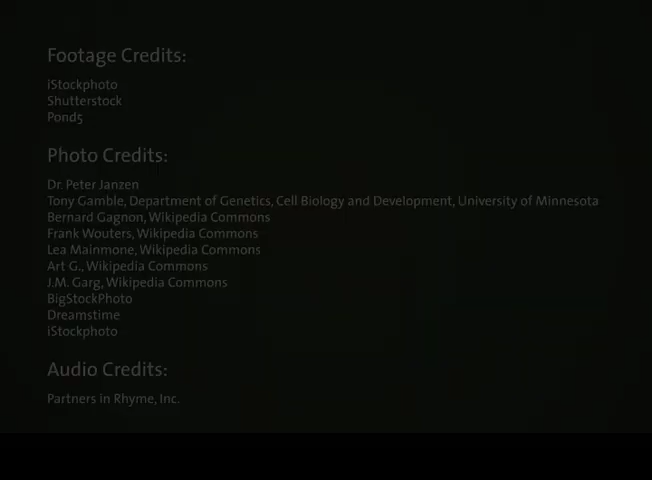 Footage Credits:
iStockphoto
Shutterstock
Pond5
Photo Credits:
Dr. Peter Janzen
Tony Gamble, Department of Genetics, Cell Biology and Development, University of Minnesota
Bernard Gagnon, Wikipedia Commons
Frank Wouters, Wikipedia Commons
Lea Mainmone, Wikipedia Commons
Art G., Wikipedia Commons
J.M. Garg, Wikipedia Commons
BigStockPhoto
Dreamstime
iStockphoto
Audio Credits:
Partners in Rhyme, Inc.